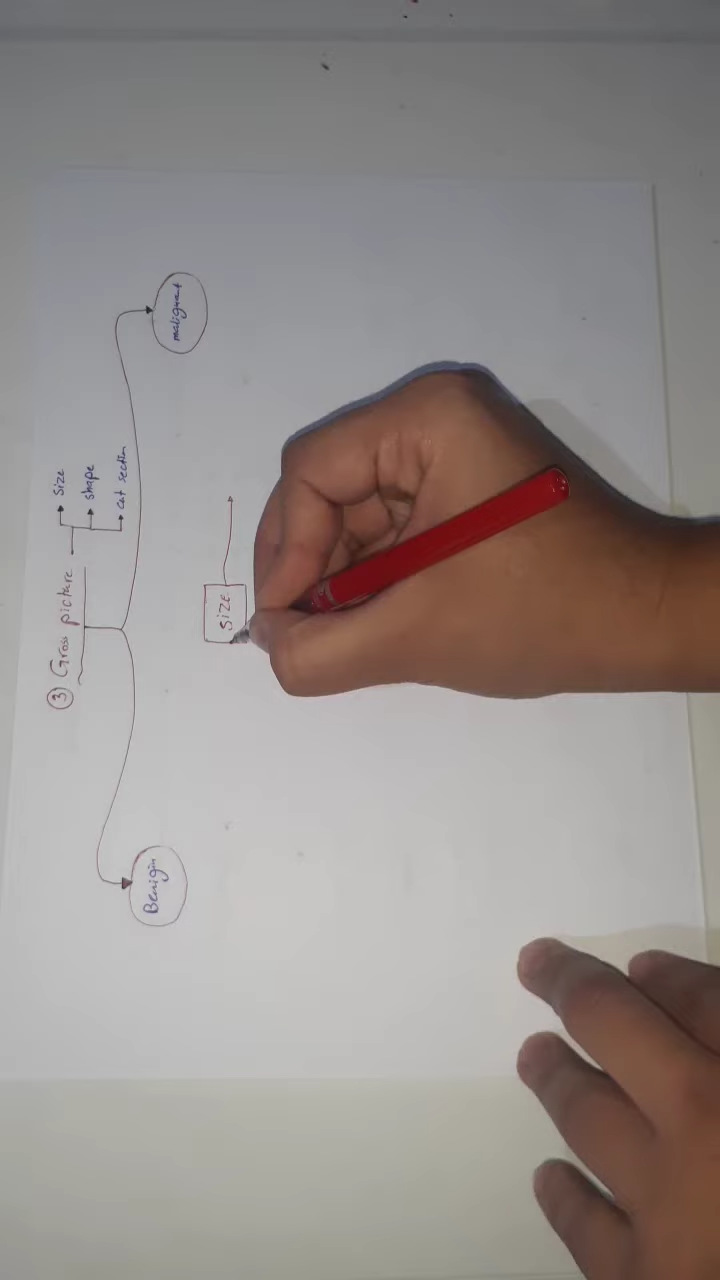 ③ Gross picture
Size
shape
cut section
Benign
malignant
Size